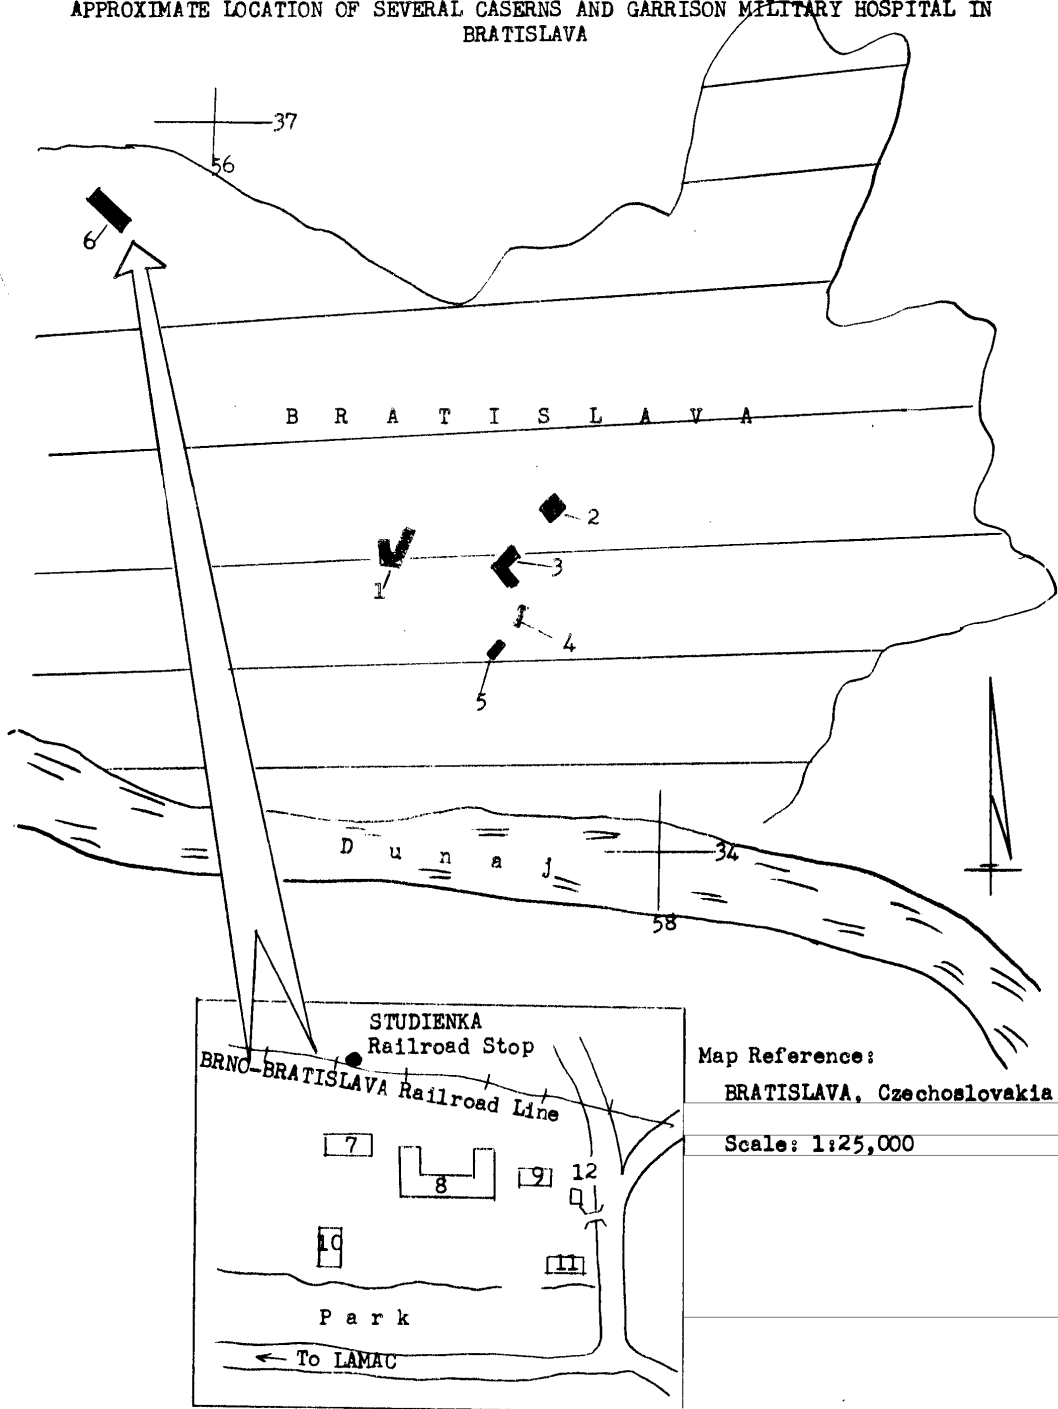 APPROXIMATE LOCATION OF SEVERAL CASERNS AND GARRISON MILITARY HOSPITAL IN
BRATISLAVA
37
56
6
B R A T I S L A V A
2
3
1
4
5
D u n a j
34
58
STUDIENKA
Railroad Stop
BRNO-BRATISLAVA Railroad Line
Map Reference:
BRATISLAVA, Czechoslovakia
Scale: 1:25,000
7
8
9
12
10
11
P a r k
← To LAMAC